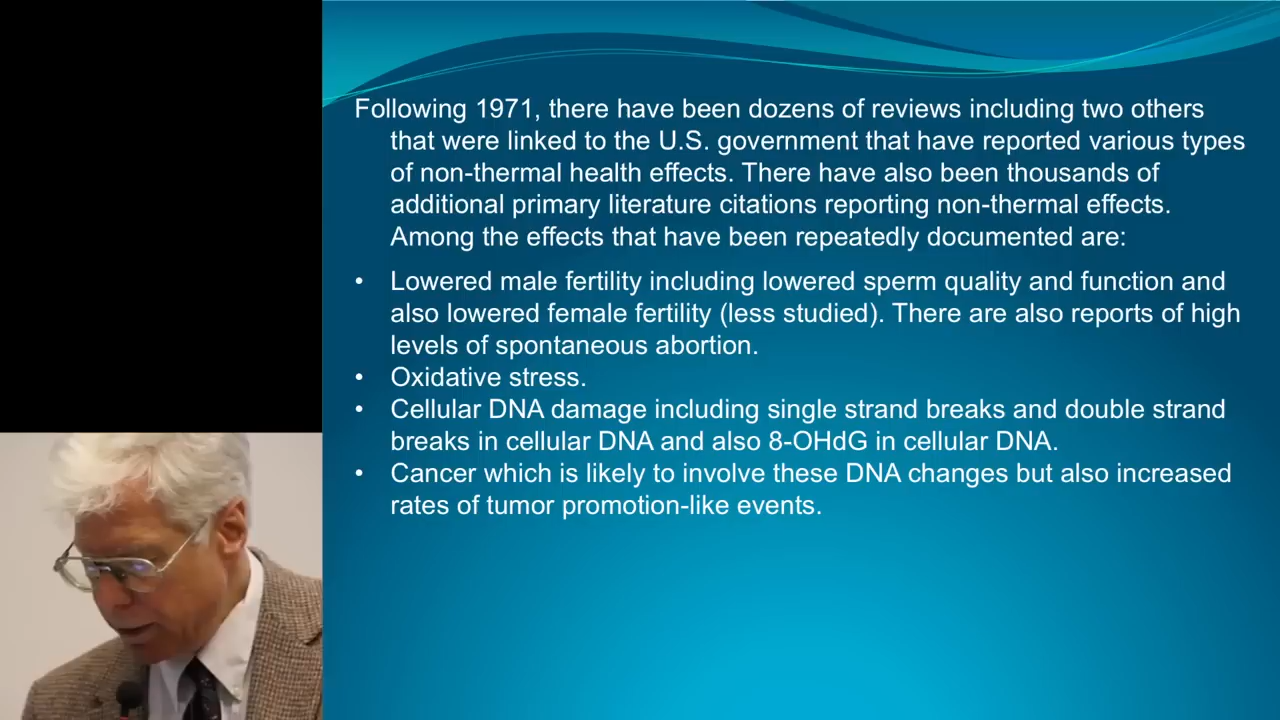 Following 1971, there have been dozens of reviews including two others
that were linked to the U.S. government that have reported various types
of non-thermal health effects. There have also been thousands of
additional primary literature citations reporting non-thermal effects.
Among the effects that have been repeatedly documented are:
• Lowered male fertility including lowered sperm quality and function and
also lowered female fertility (less studied). There are also reports of high
levels of spontaneous abortion.
• Oxidative stress.
• Cellular DNA damage including single strand breaks and double strand
breaks in cellular DNA and also 8-OHdG in cellular DNA.
• Cancer which is likely to involve these DNA changes but also increased
rates of tumor promotion-like events.